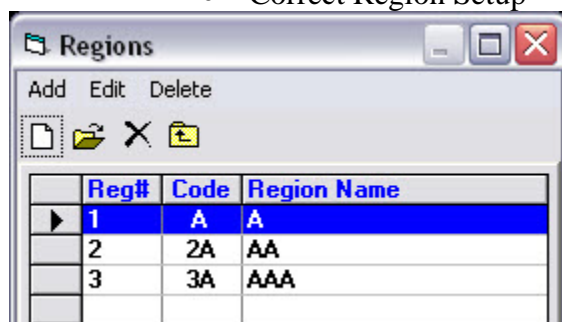 Correct Region Setup
Regions
Add Edit Delete
Reg# Code Region Name
1 A A
2 2A AA
3 3A AAA